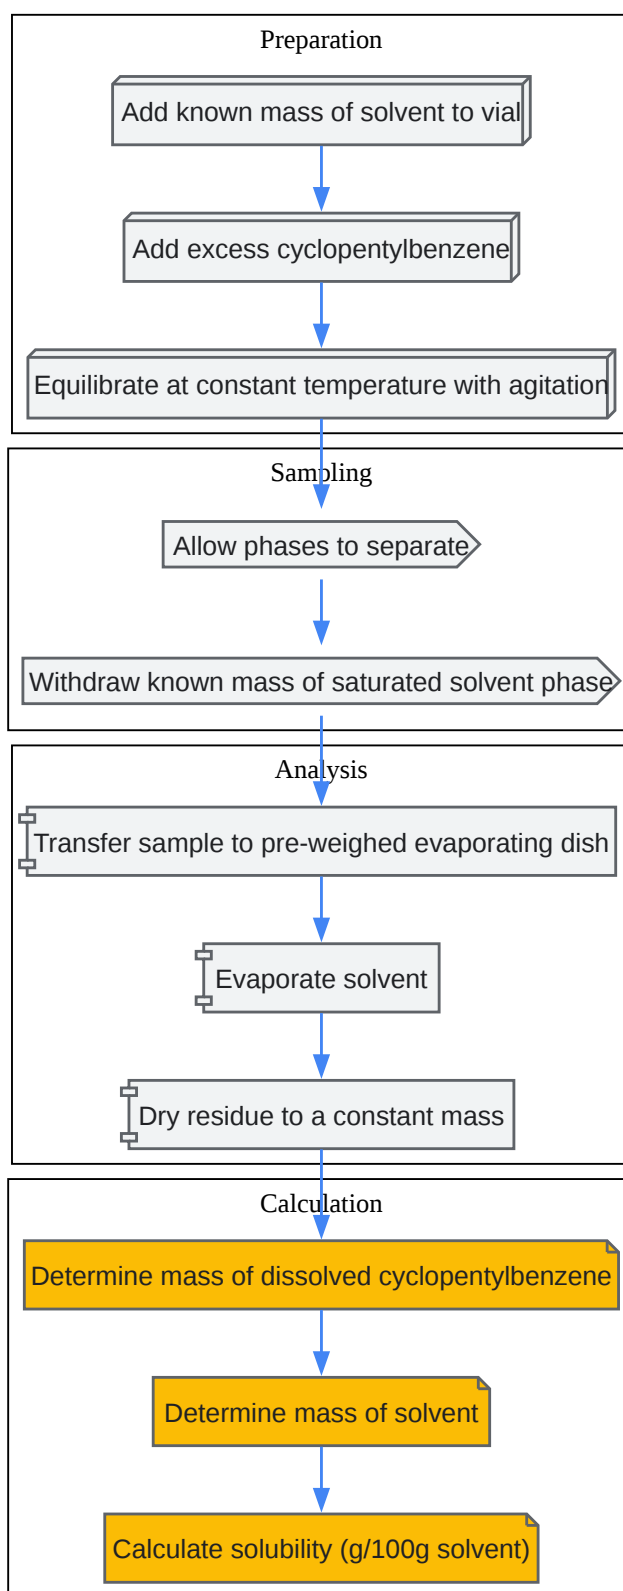 Preparation
Add known mass of solvent to vial
Add excess cyclopentylbenzene
Equilibrate at constant temperature with agitation
Sampling
Allow phases to separate
Withdraw known mass of saturated solvent phase
Analysis
Transfer sample to pre-weighed evaporating dish
Evaporate solvent
Dry residue to a constant mass
Calculation
Determine mass of dissolved cyclopentylbenzene
Determine mass of solvent
Calculate solubility (g/100g solvent)